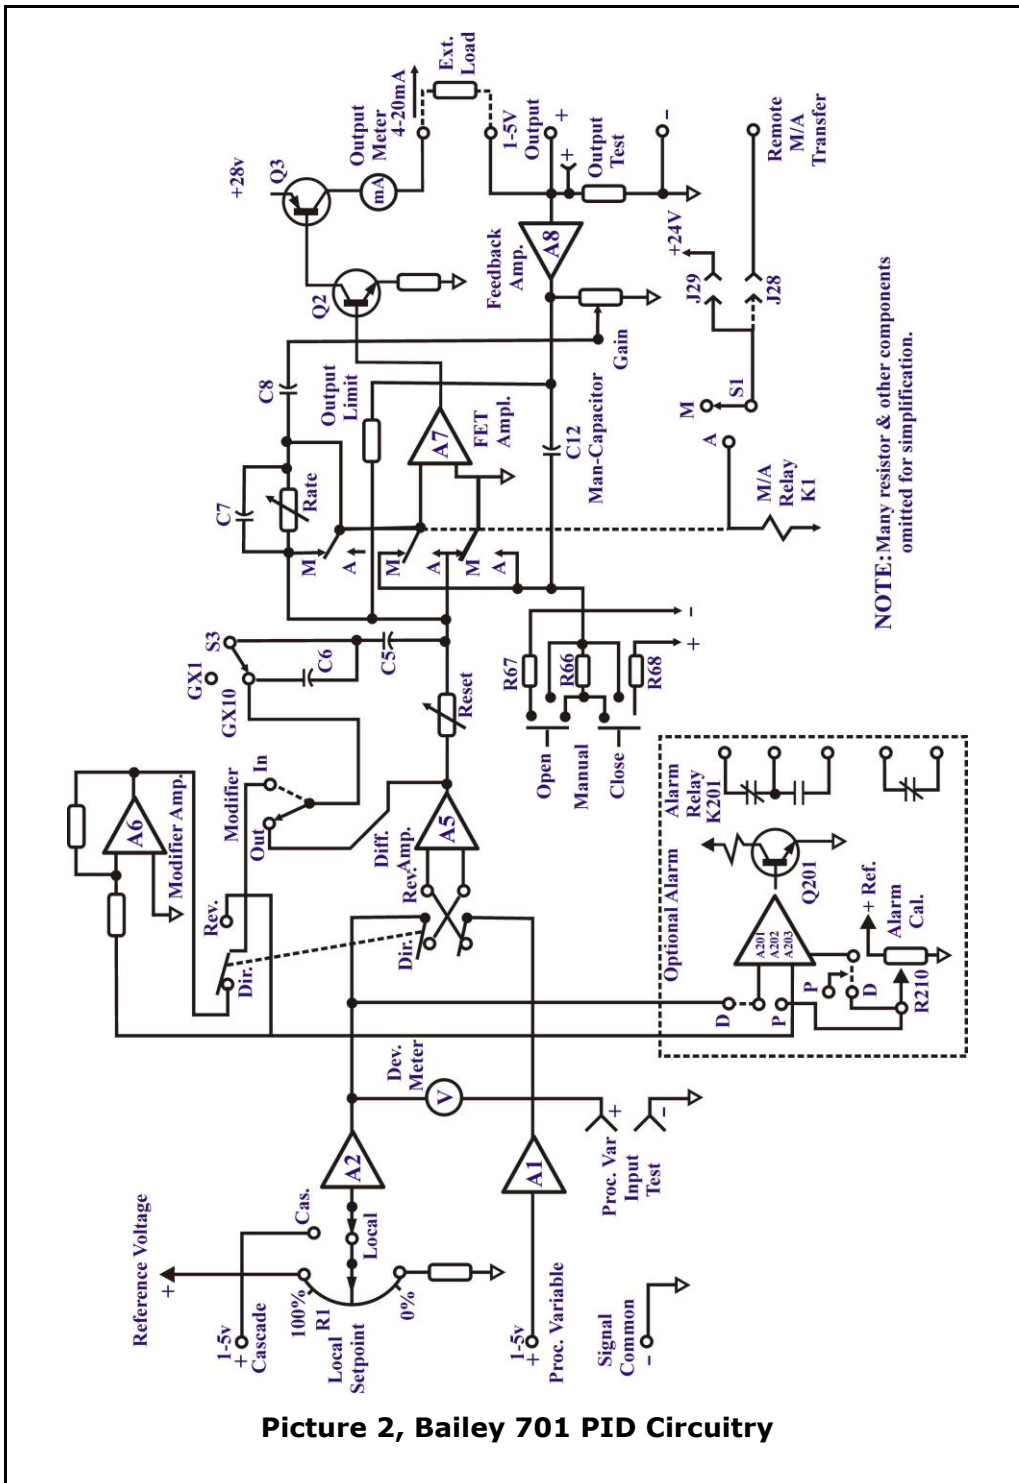 Reference Voltage
+
1-5v
+
Cascade
100%
R1
Local
Setpoint
0%
Cas.
Local
A2
1-5v
+
Proc. Variable
A1
Signal
Common
-
Dev.
Meter
V
Proc. Var
Input
Test
+
-
Dir.
Rev.
Modifier Amp.
A6
Modifier
In
Out
Diff.
Amp.
Rev.
Dir.
A5
Reset
GX1
GX10
S3
C6
C5
C7
Rate
C8
M
A
M
A
M
A
Output
Limit
A7
FET
Ampl.
C12
Man-Capacitor
Q2
Q3
+28v
mA
Output
Meter
4-20mA
Ext.
Load
1-5V
Output
+
+
Output
Test
-
Feedback
Amp.
A8
Gain
Open
Manual
Close
R67
R66
R68
-
+
M/A
Relay
K1
A
M
S1
J29
J28
+24V
Remote
M/A
Transfer
Optional Alarm
Alarm
Relay
K201
A201
A202
A203
Q201
D
P
P
D
R210
+ Ref.
Alarm
Cal.
NOTE:Many resistor & other components
omitted for simplification.
Picture 2, Bailey 701 PID Circuitry